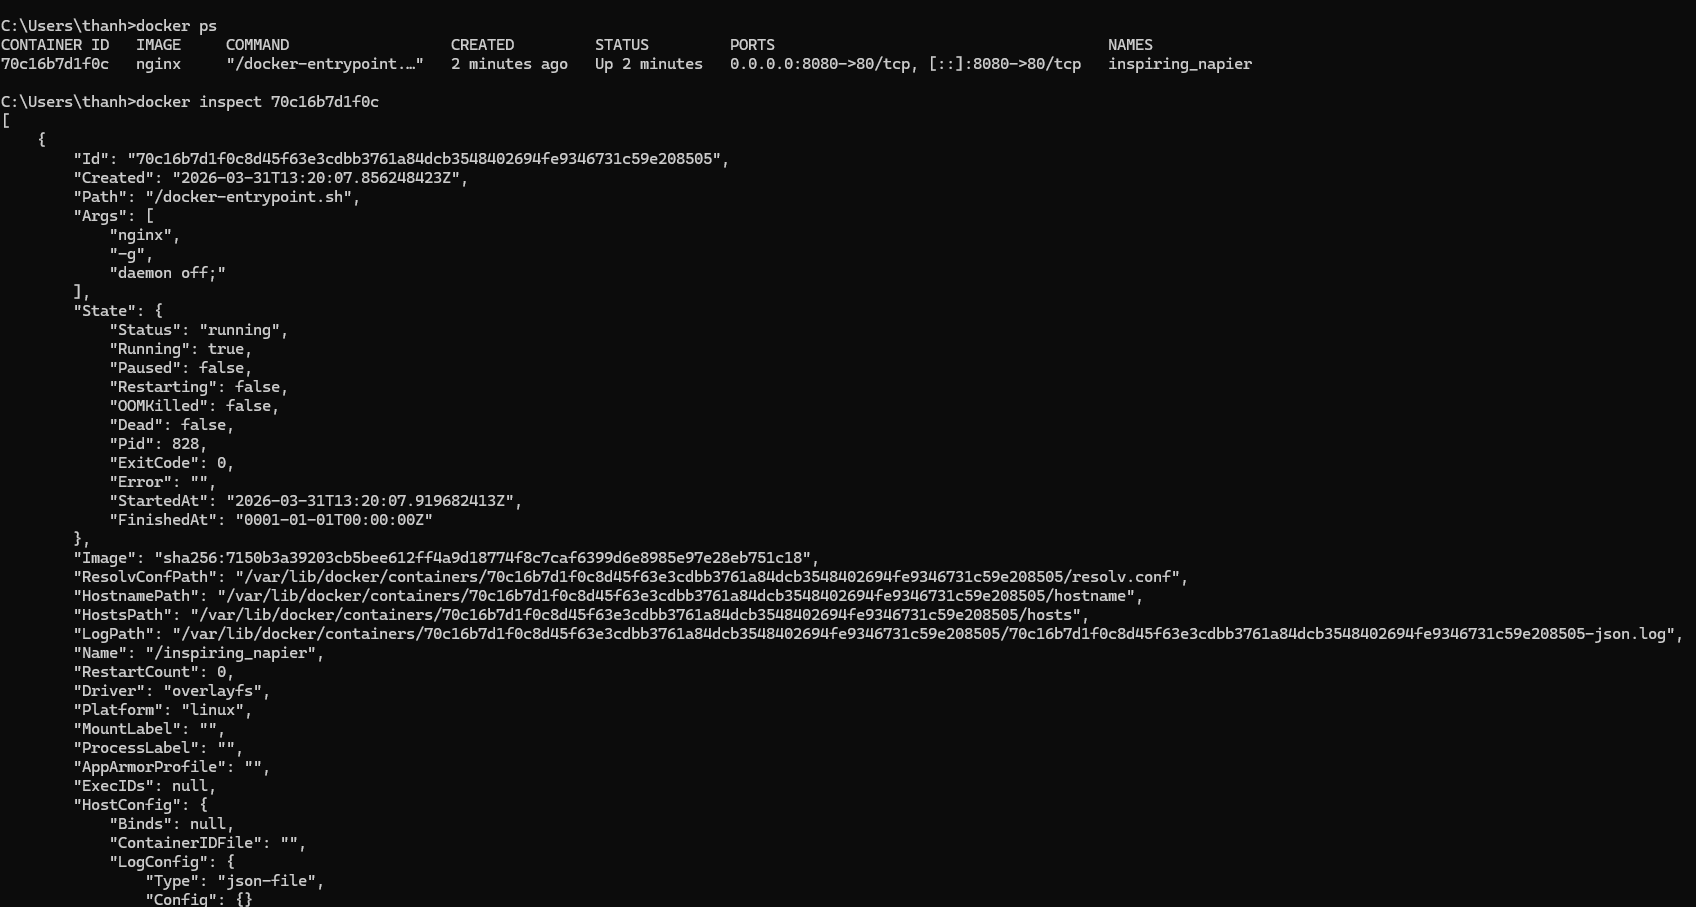 C:\Users\thanh>docker ps
CONTAINER ID   IMAGE     COMMAND                  CREATED         STATUS         PORTS                                     NAMES
70c16b7d1f0c   nginx     "/docker-entrypoint.…"   2 minutes ago   Up 2 minutes   0.0.0.0:8080->80/tcp, [::]:8080->80/tcp   inspiring_napier
C:\Users\thanh>docker inspect 70c16b7d1f0c
[
    {
        "Id": "70c16b7d1f0c8d45f63e3cdbb3761a84dcb3548402694fe9346731c59e208505",
        "Created": "2026-03-31T13:20:07.856248423Z",
        "Path": "/docker-entrypoint.sh",
        "Args": [
            "nginx",
            "-g",
            "daemon off;"
        ],
        "State": {
            "Status": "running",
            "Running": true,
            "Paused": false,
            "Restarting": false,
            "OOMKilled": false,
            "Dead": false,
            "Pid": 828,
            "ExitCode": 0,
            "Error": "",
            "StartedAt": "2026-03-31T13:20:07.919682413Z",
            "FinishedAt": "0001-01-01T00:00:00Z"
        },
        "Image": "sha256:7150b3a39203cb5bee612ff4a9d18774f8c7caf6399d6e8985e97e28eb751c18",
        "ResolvConfPath": "/var/lib/docker/containers/70c16b7d1f0c8d45f63e3cdbb3761a84dcb3548402694fe9346731c59e208505/resolv.conf",
        "HostnamePath": "/var/lib/docker/containers/70c16b7d1f0c8d45f63e3cdbb3761a84dcb3548402694fe9346731c59e208505/hostname",
        "HostsPath": "/var/lib/docker/containers/70c16b7d1f0c8d45f63e3cdbb3761a84dcb3548402694fe9346731c59e208505/hosts",
        "LogPath": "/var/lib/docker/containers/70c16b7d1f0c8d45f63e3cdbb3761a84dcb3548402694fe9346731c59e208505/70c16b7d1f0c8d45f63e3cdbb3761a84dcb3548402694fe9346731c59e208505-json.log",
        "Name": "/inspiring_napier",
        "RestartCount": 0,
        "Driver": "overlayfs",
        "Platform": "linux",
        "MountLabel": "",
        "ProcessLabel": "",
        "AppArmorProfile": "",
        "ExecIDs": null,
        "HostConfig": {
            "Binds": null,
            "ContainerIDFile": "",
            "LogConfig": {
                "Type": "json-file",
                "Config": {}